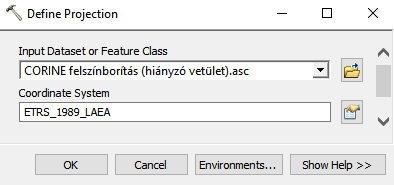 Define Projection
Input Dataset or Feature Class
CORINE felszínborítás (hiányzó vetület).asc
Coordinate System
ETRS_1989_LAEA
OK Cancel Environments... Show Help >>